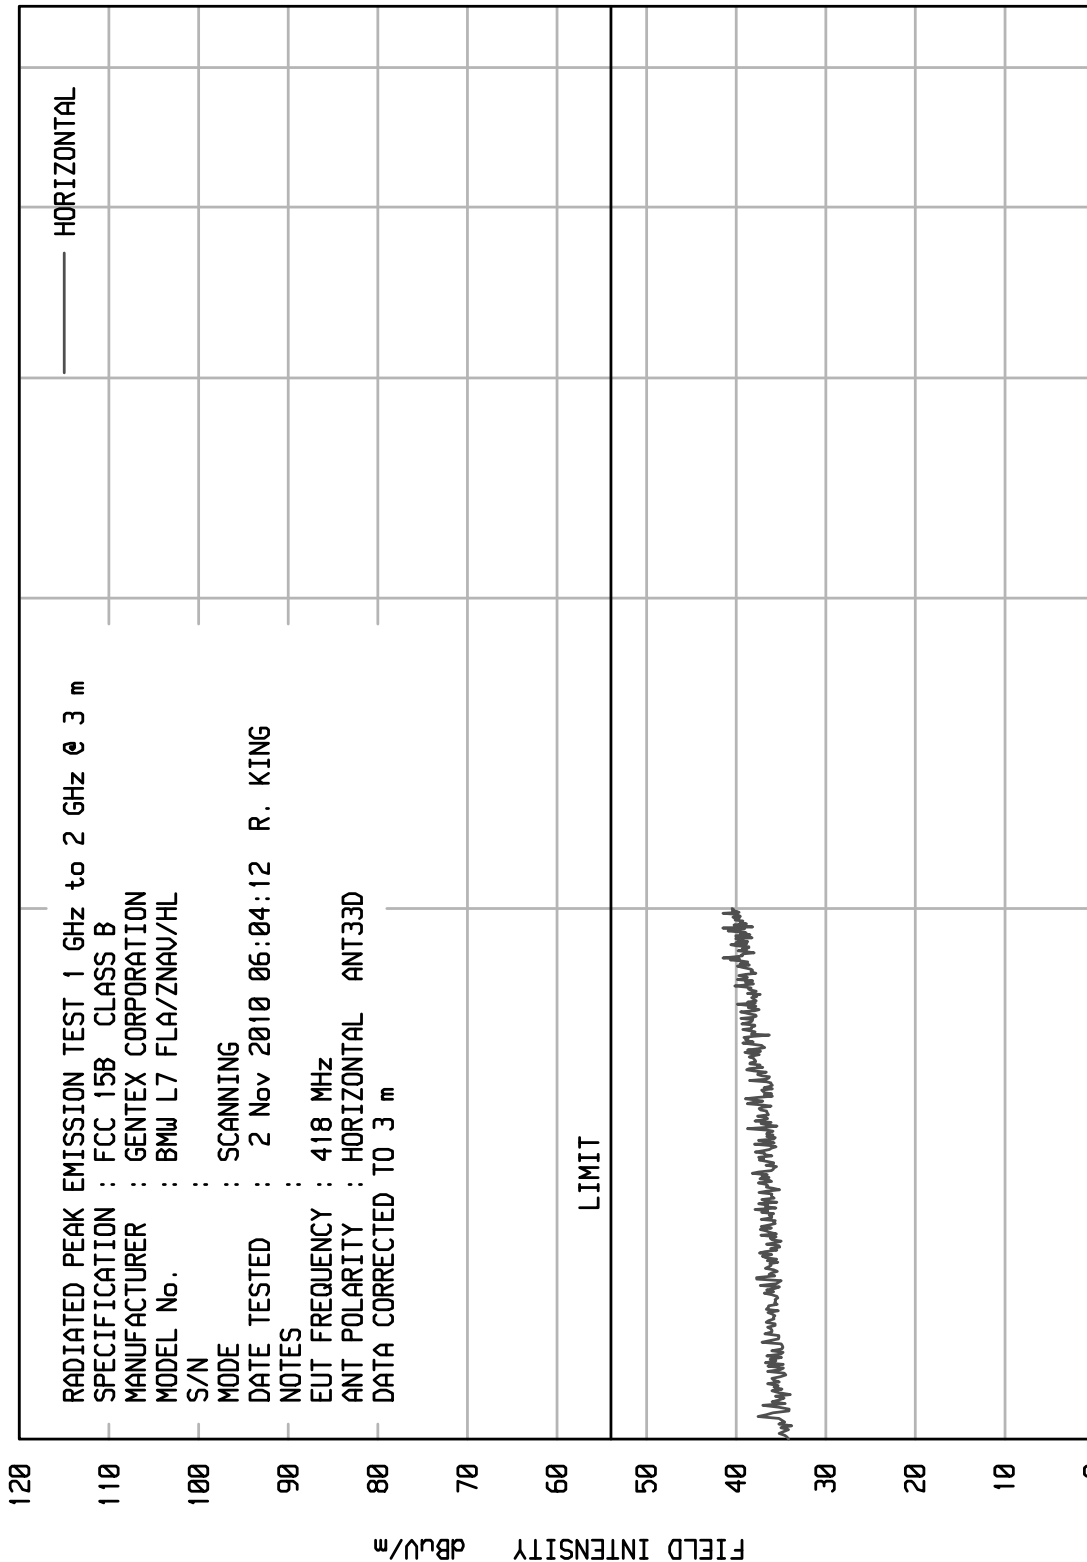 RADIATED PEAK EMISSION TEST 1 GHz to 2 GHz @ 3 m
SPECIFICATION : FCC 15B CLASS B
MANUFACTURER : GENTEX CORPORATION
MODEL No. : BMW L7 FLA/ZNAV/HL
S/N :
MODE : SCANNING
DATE TESTED : 2 Nov 2010 06:04:12 R. KING
NOTES :
EUT FREQUENCY : 418 MHz
ANT POLARITY : HORIZONTAL ANT33D
DATA CORRECTED TO 3 m
HORIZONTAL
LIMIT
120
110
100
90
80
70
60
50
40
30
20
10
0
FIELD INTENSITY dBuV/m